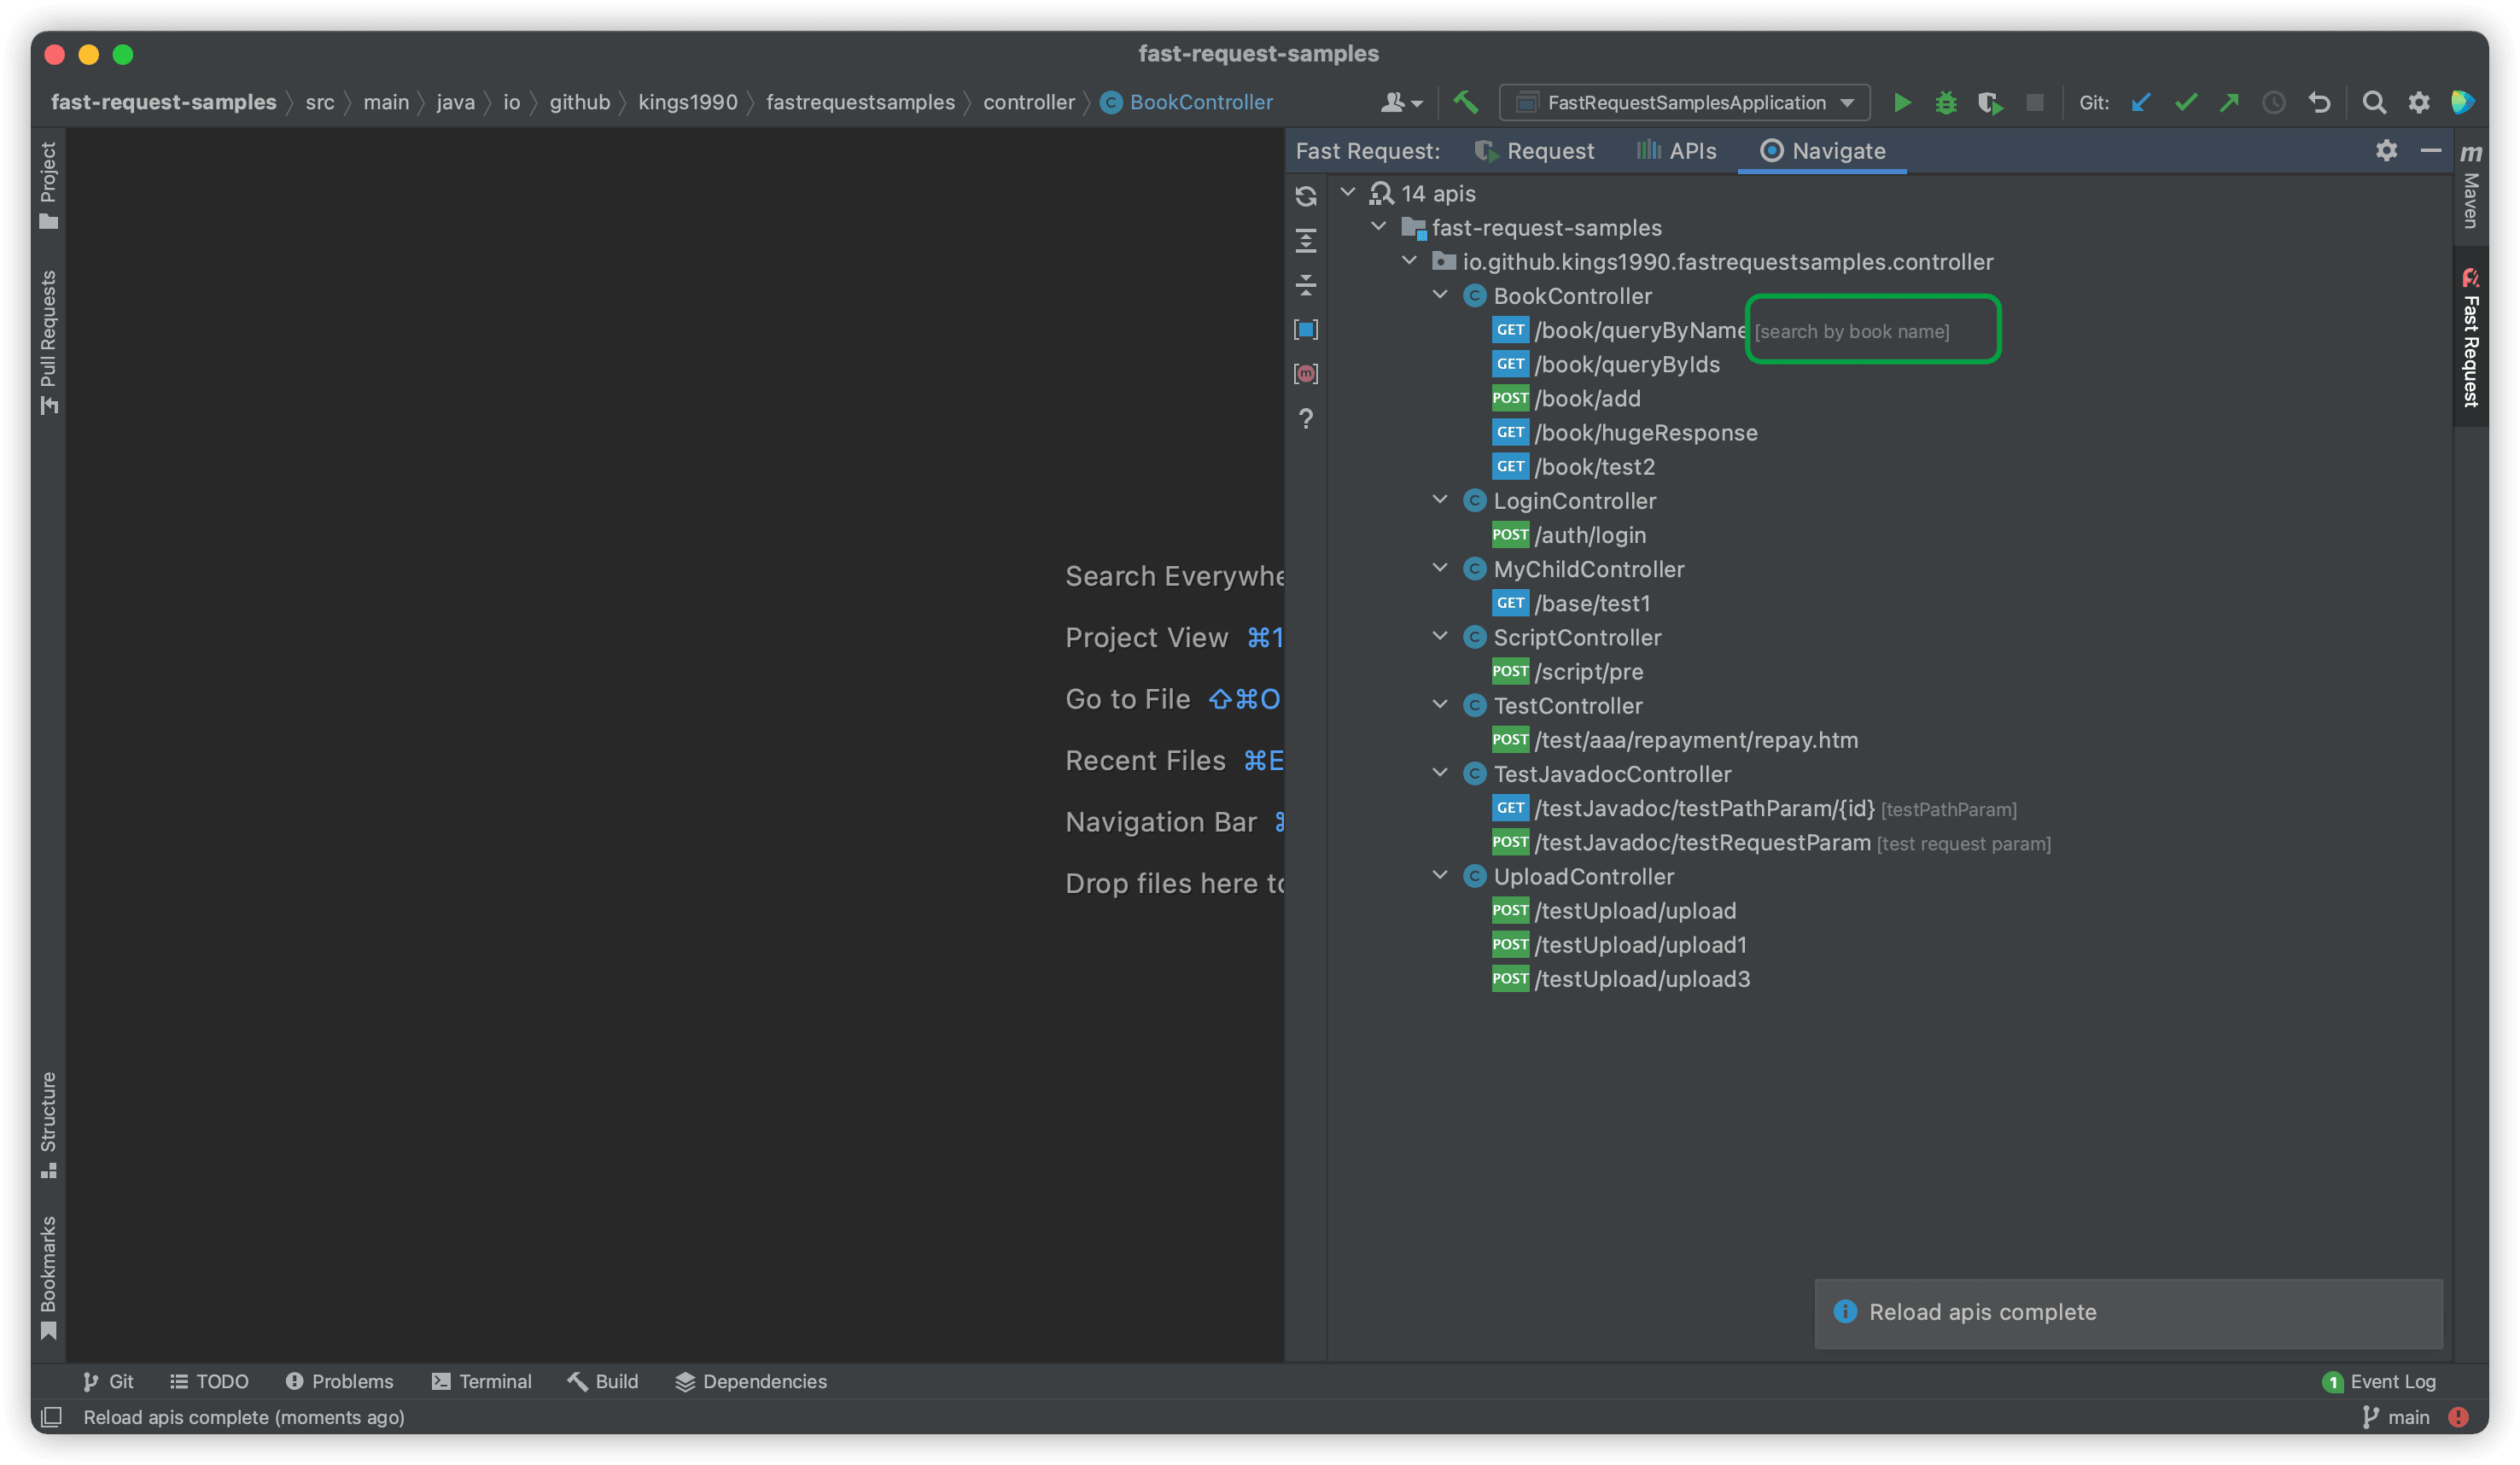 fast-request-samples
fast-request-samples src main java io github kings1990 fastrequestsamples controller BookController FastRequestSamplesApplication Git:
Project
Pull Requests
Structure
Bookmarks
Search Everywhe
Project View ⌘1
Go to File ⇧⌘O
Recent Files ⌘E
Navigation Bar ⌘
Drop files here to
Fast Request: Request APIs Navigate
14 apis
fast-request-samples
io.github.kings1990.fastrequestsamples.controller
BookController
GET /book/queryByName [search by book name]
GET /book/queryByIds
POST /book/add
GET /book/hugeResponse
GET /book/test2
LoginController
POST /auth/login
MyChildController
GET /base/test1
ScriptController
POST /script/pre
TestController
POST /test/aaa/repayment/repay.htm
TestJavadocController
GET /testJavadoc/testPathParam/{id} [testPathParam]
POST /testJavadoc/testRequestParam [test request param]
UploadController
POST /testUpload/upload
POST /testUpload/upload1
POST /testUpload/upload3
Reload apis complete
m
Maven
Fast Request
Git TODO Problems Terminal Build Dependencies 1 Event Log
Reload apis complete (moments ago) main